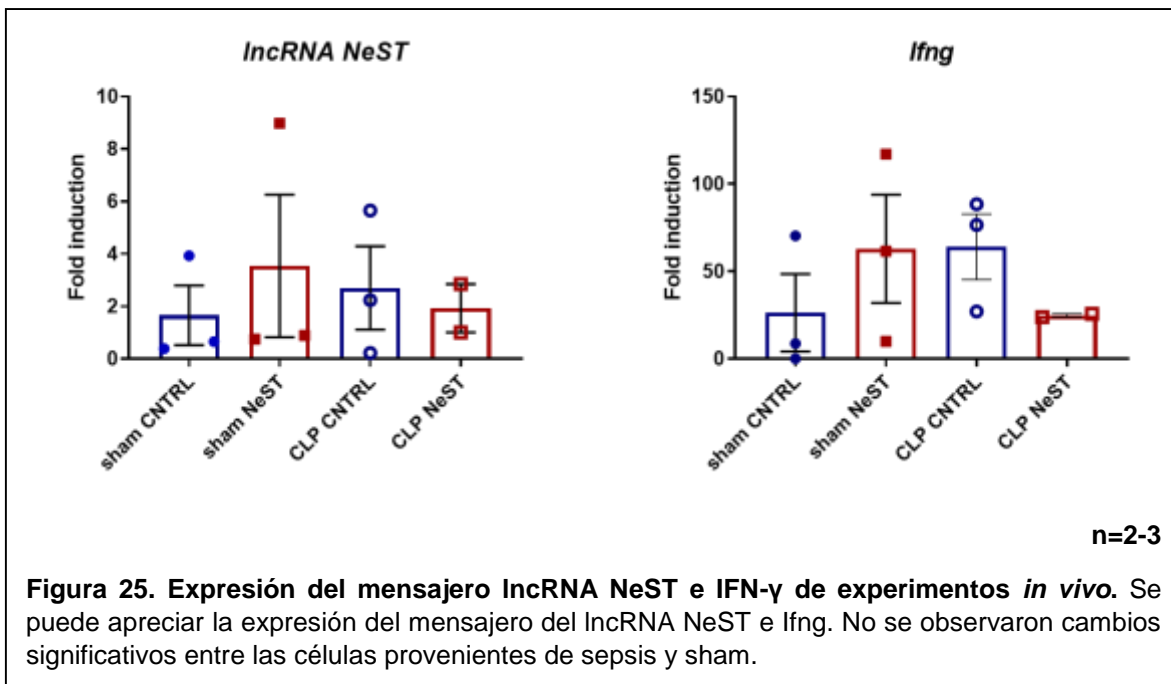 lncRNA NeST
Ifng
Fold induction
10
8
6
4
2
0
sham CNTRL
sham NeST
CLP CNTRL
CLP NeST
Fold induction
150
100
50
0
sham CNTRL
sham NeST
CLP CNTRL
CLP NeST
n=2-3
Figura 25. Expresión del mensajero lncRNA NeST e IFN-γ de experimentos in vivo. Se
puede apreciar la expresión del mensajero del lncRNA NeST e Ifng. No se observaron cambios
significativos entre las células provenientes de sepsis y sham.